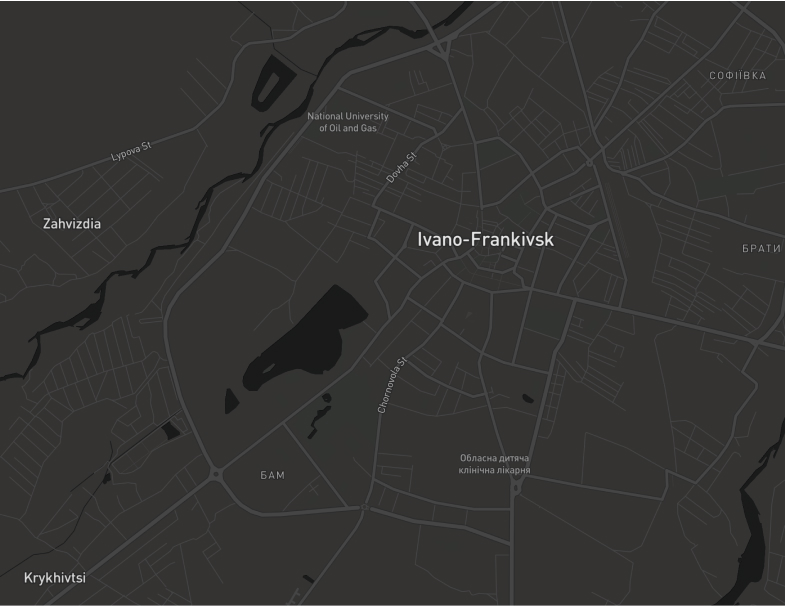 СОФІЇВКА
National University
of Oil and Gas
Lypova St
Dovha St
Zahvizdia
Ivano-Frankivsk
БРАТИ
Chornovola St
Обласна дитяча
клінічна лікарня
БАМ
Krykhivtsi